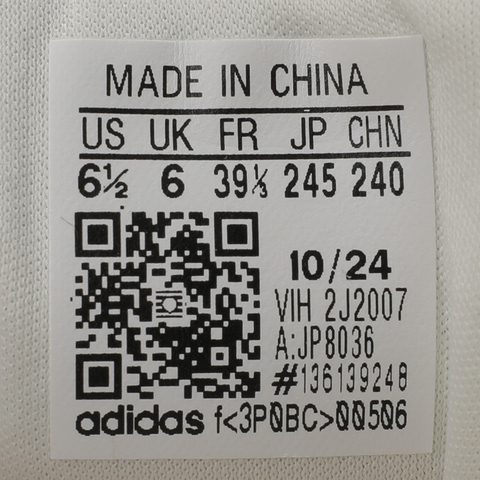 MADE IN CHINA
US UK FR JP CHN
6½ 6 39⅓ 245 240
10/24
VIH 2J2007
A:JP8036
#136139248
adidas f<3P0BC>00506